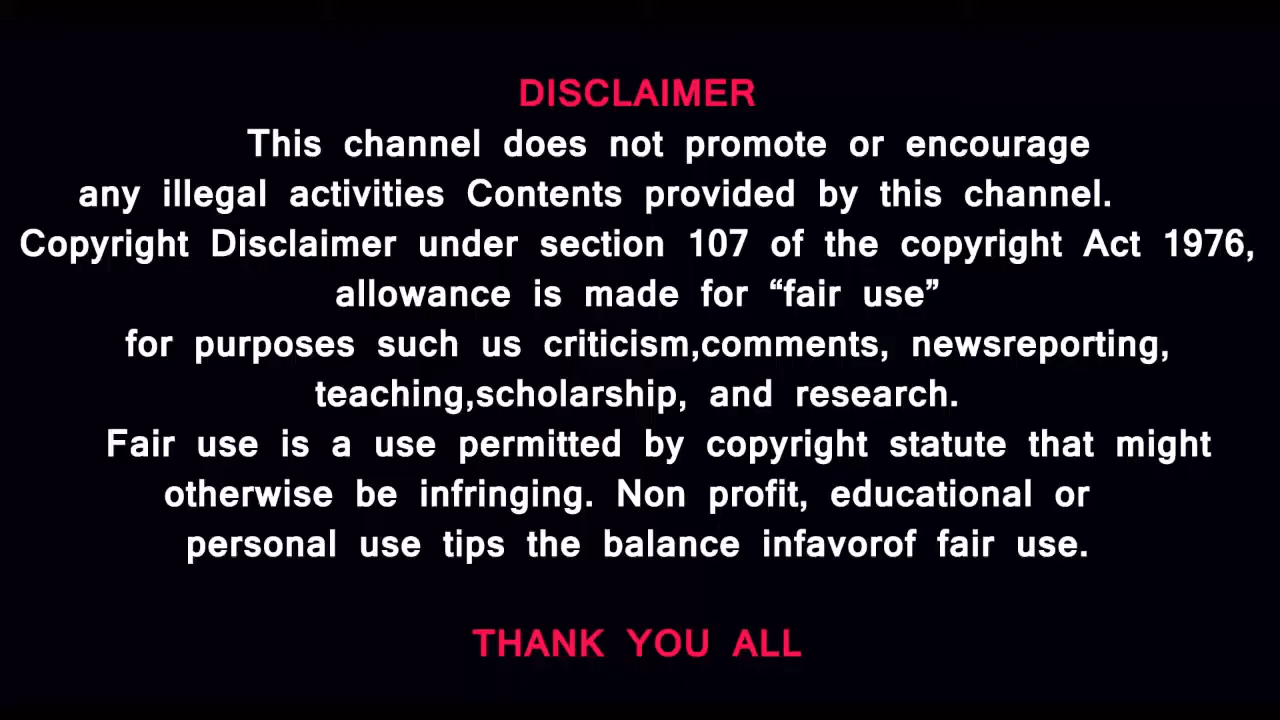 DISCLAIMER
This channel does not promote or encourage
any illegal activities Contents provided by this channel.
Copyright Disclaimer under section 107 of the copyright Act 1976,
allowance is made for “fair use”
for purposes such us criticism,comments, newsreporting,
teaching,scholarship, and research.
Fair use is a use permitted by copyright statute that might
otherwise be infringing. Non profit, educational or
personal use tips the balance infavorof fair use.
THANK YOU ALL